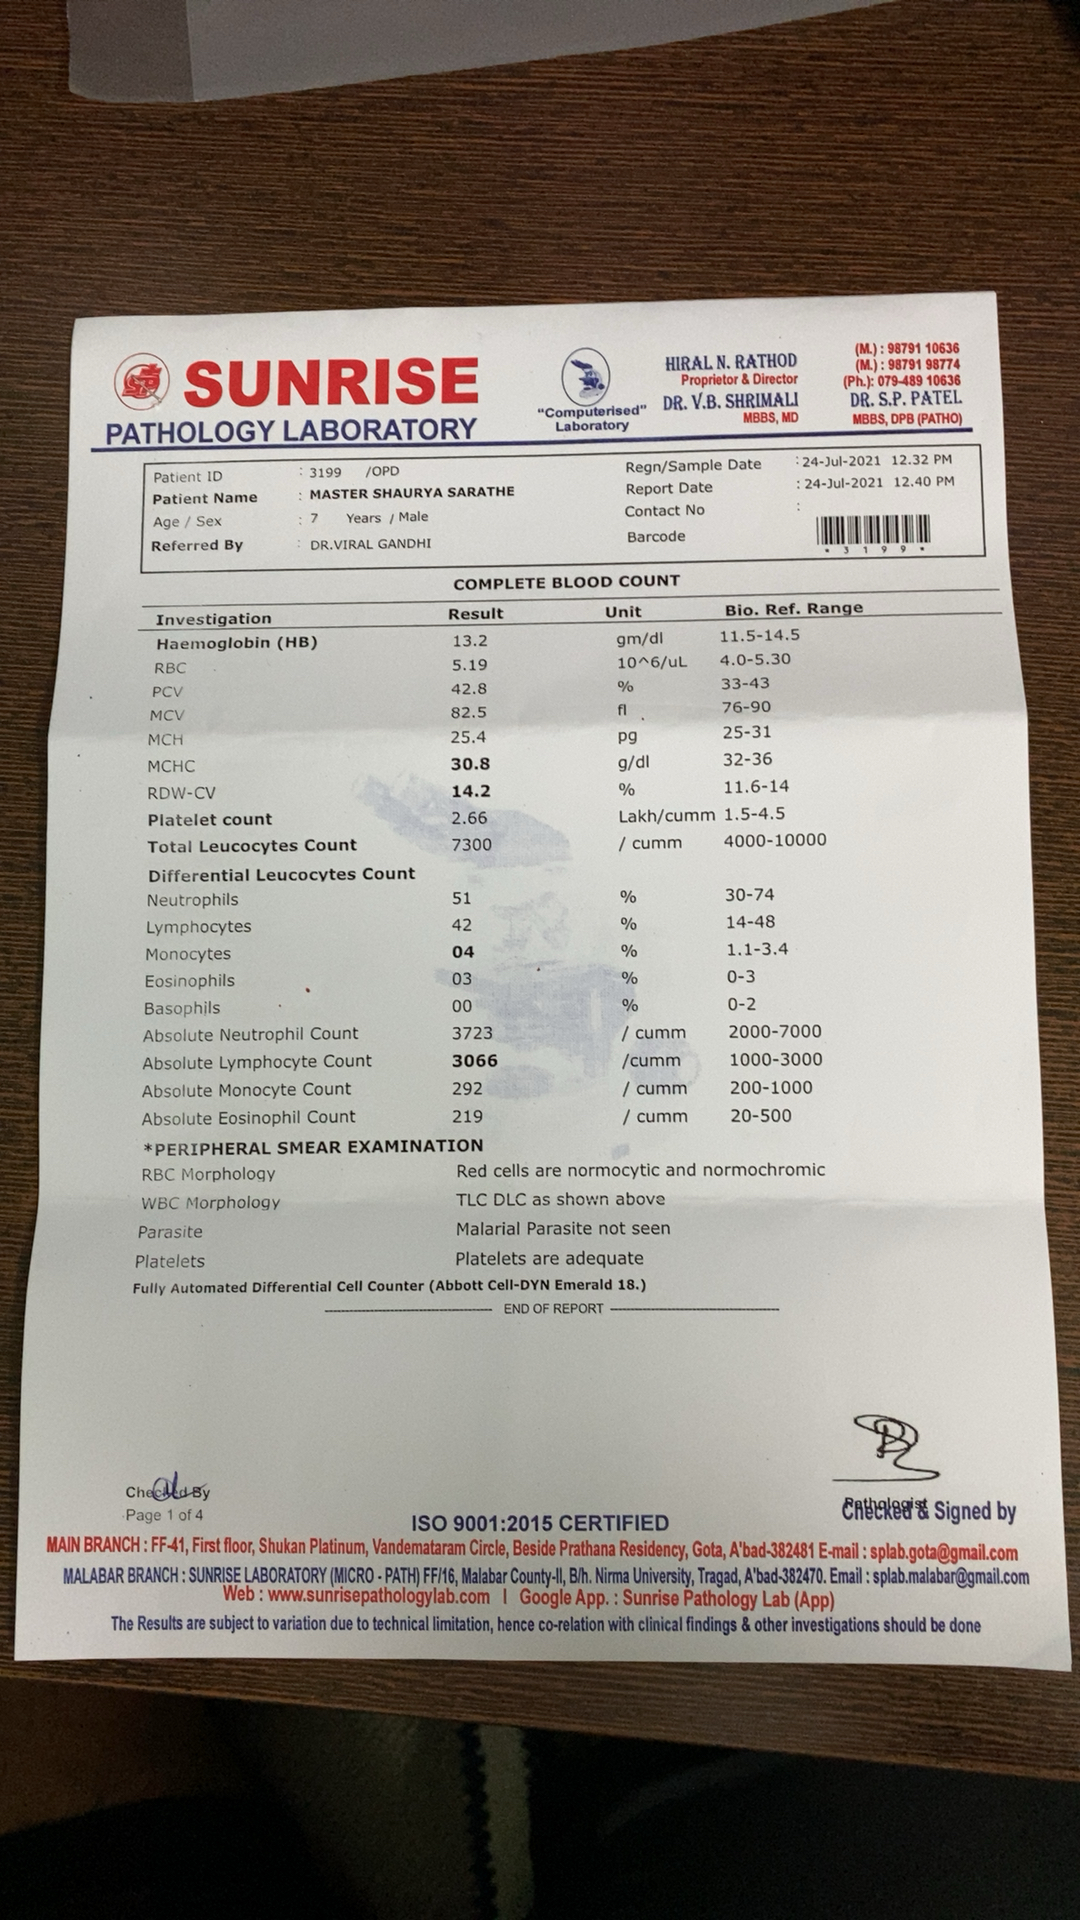 SUNRISE
PATHOLOGY LABORATORY
"Computerised"
Laboratory
HIRAL N. RATHOD
Proprietor & Director
DR. V.B. SHRIMALI
MBBS, MD
(M.) : 98791 10636
(M.) : 98791 98774
(Ph.): 079-489 10636
DR. S.P. PATEL
MBBS, DPB (PATHO)
Patient ID : 3199 /OPD
Patient Name : MASTER SHAURYA SARATHE
Age / Sex : 7 Years / Male
Referred By : DR.VIRAL GANDHI
Regn/Sample Date : 24-Jul-2021 12.32 PM
Report Date : 24-Jul-2021 12.40 PM
Contact No :
Barcode
* 3 1 9 9 *
COMPLETE BLOOD COUNT
Investigation Result Unit Bio. Ref. Range
Haemoglobin (HB) 13.2 gm/dl 11.5-14.5
RBC 5.19 10^6/uL 4.0-5.30
PCV 42.8 % 33-43
MCV 82.5 fl 76-90
MCH 25.4 pg 25-31
MCHC 30.8 g/dl 32-36
RDW-CV 14.2 % 11.6-14
Platelet count 2.66 Lakh/cumm 1.5-4.5
Total Leucocytes Count 7300 / cumm 4000-10000
Differential Leucocytes Count
Neutrophils 51 % 30-74
Lymphocytes 42 % 14-48
Monocytes 04 % 1.1-3.4
Eosinophils 03 % 0-3
Basophils 00 % 0-2
Absolute Neutrophil Count 3723 / cumm 2000-7000
Absolute Lymphocyte Count 3066 /cumm 1000-3000
Absolute Monocyte Count 292 / cumm 200-1000
Absolute Eosinophil Count 219 / cumm 20-500
*PERIPHERAL SMEAR EXAMINATION
RBC Morphology Red cells are normocytic and normochromic
WBC Morphology TLC DLC as shown above
Parasite Malarial Parasite not seen
Platelets Platelets are adequate
Fully Automated Differential Cell Counter (Abbott Cell-DYN Emerald 18.)
END OF REPORT
Checked By
Page 1 of 4
Pathologist
Checked & Signed by
ISO 9001:2015 CERTIFIED
MAIN BRANCH : FF-41, First floor, Shukan Platinum, Vandemataram Circle, Beside Prathana Residency, Gota, A'bad-382481 E-mail : splab.gota@gmail.com
MALABAR BRANCH : SUNRISE LABORATORY (MICRO - PATH) FF/16, Malabar County-II, B/h. Nirma University, Tragad, A'bad-382470. Email : splab.malabar@gmail.com
Web : www.sunrisepathologylab.com | Google App. : Sunrise Pathology Lab (App)
The Results are subject to variation due to technical limitation, hence co-relation with clinical findings & other investigations should be done